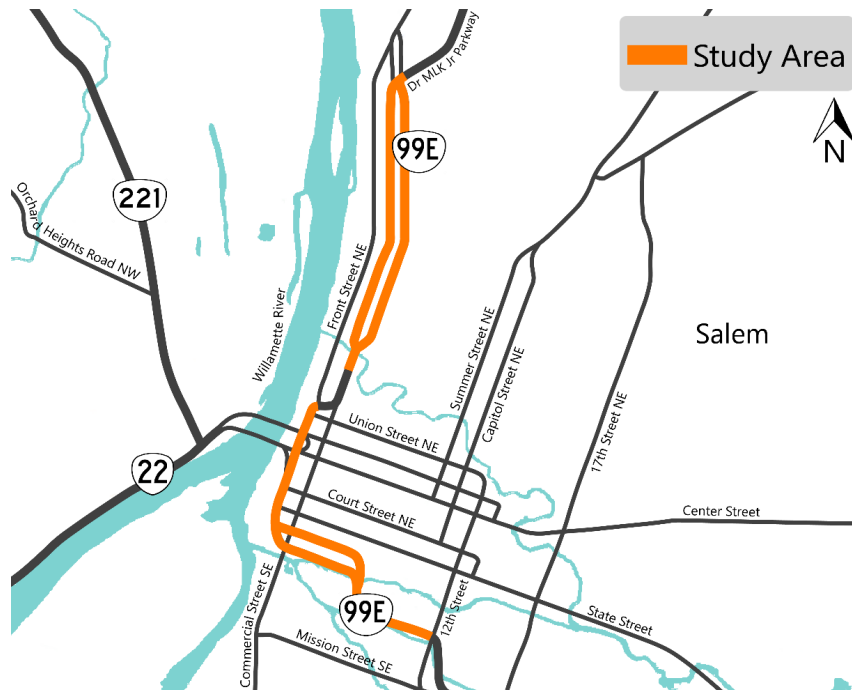 Study Area
Dr MLK Jr Parkway
N
99E
221
Orchard Heights Road NW
Front Street NE
Willamette River
Salem
Summer Street NE
Capitol Street NE
17th Street NE
Union Street NE
22
Court Street NE
Center Street
99E
12th Street
State Street
Commercial Street SE
Mission Street SE